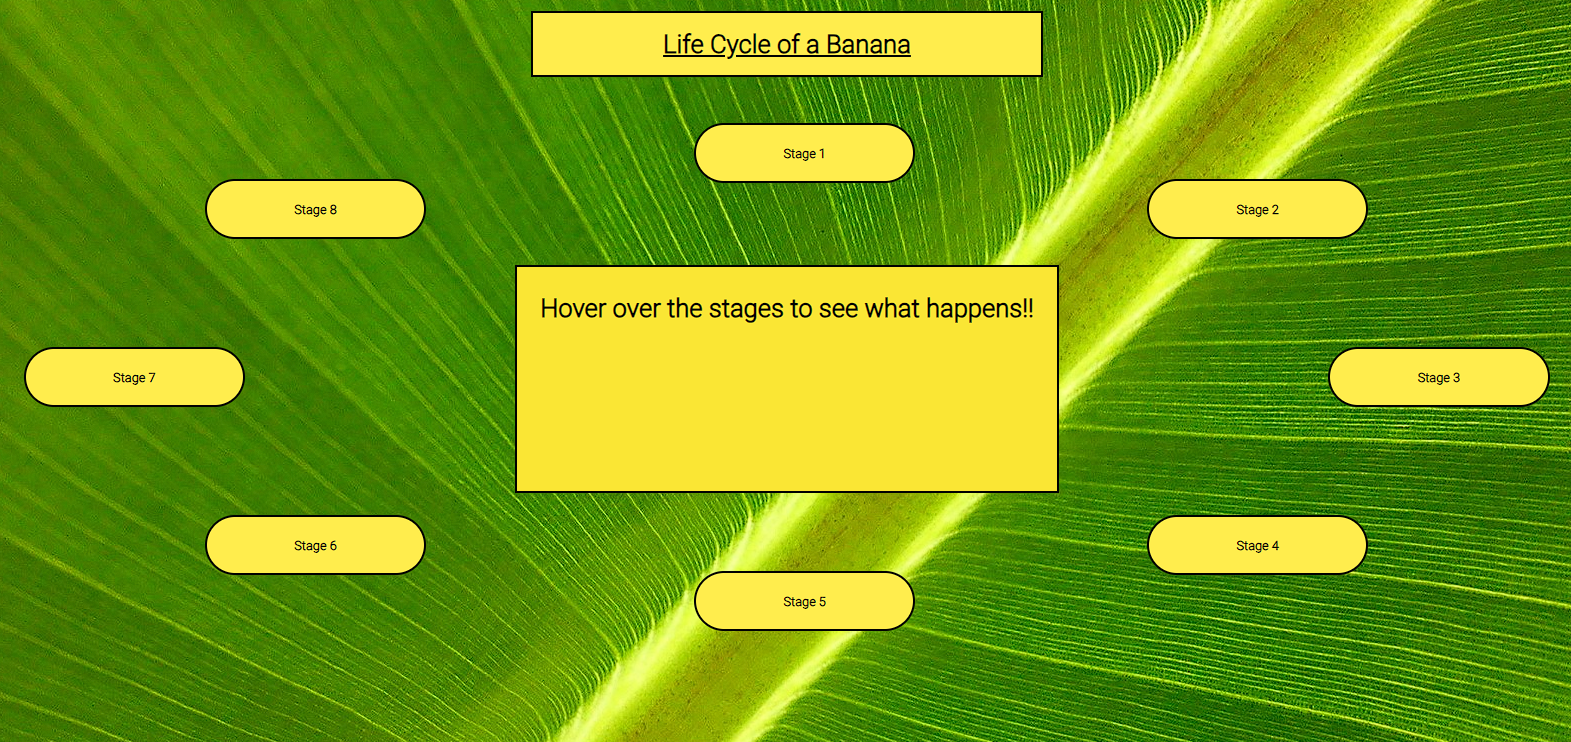 Life Cycle of a Banana
Stage 1
Stage 8
Stage 2
Hover over the stages to see what happens!!
Stage 7
Stage 3
Stage 6
Stage 4
Stage 5